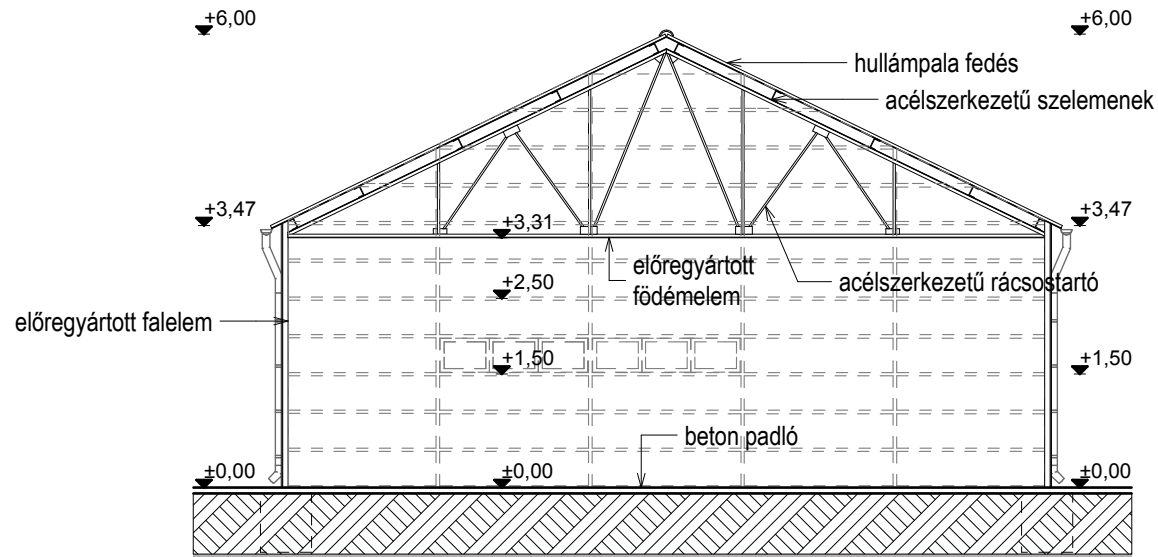 +6,00
+6,00
hullámpala fedés
acélszerkezetű szelemenek
+3,47
+3,31
+3,47
előregyártott
födémelem
acélszerkezetű rácsostartó
+2,50
előregyártott falelem
+1,50
+1,50
beton padló
±0,00
±0,00
±0,00